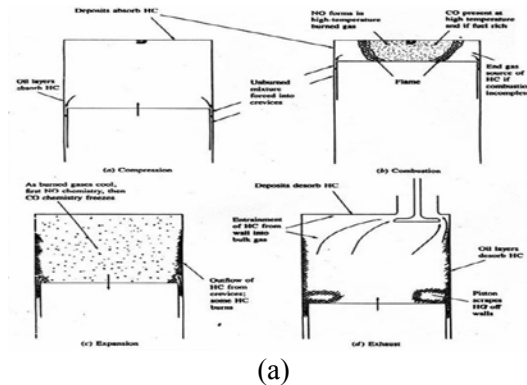 Deposits absorb HC
Oil layers
absorb HC
Unburned
mixture
forced into
crevices
(a) Compression
NO forms in
high-temperature
burned gas
CO present at
high temperature
and if fuel rich
Flame
End gas
source of
HC if
combustion
incomplete
(b) Combustion
As burned gases cool,
first NO chemistry, then
CO chemistry freezes
Outflow of
HC from
crevices;
some HC
burns
(c) Expansion
Deposits desorb HC
Entrainment
of HC from
wall into
bulk gas
Oil layers
desorb HC
Piston
scrapes
HC off
walls
(d) Exhaust
(a)